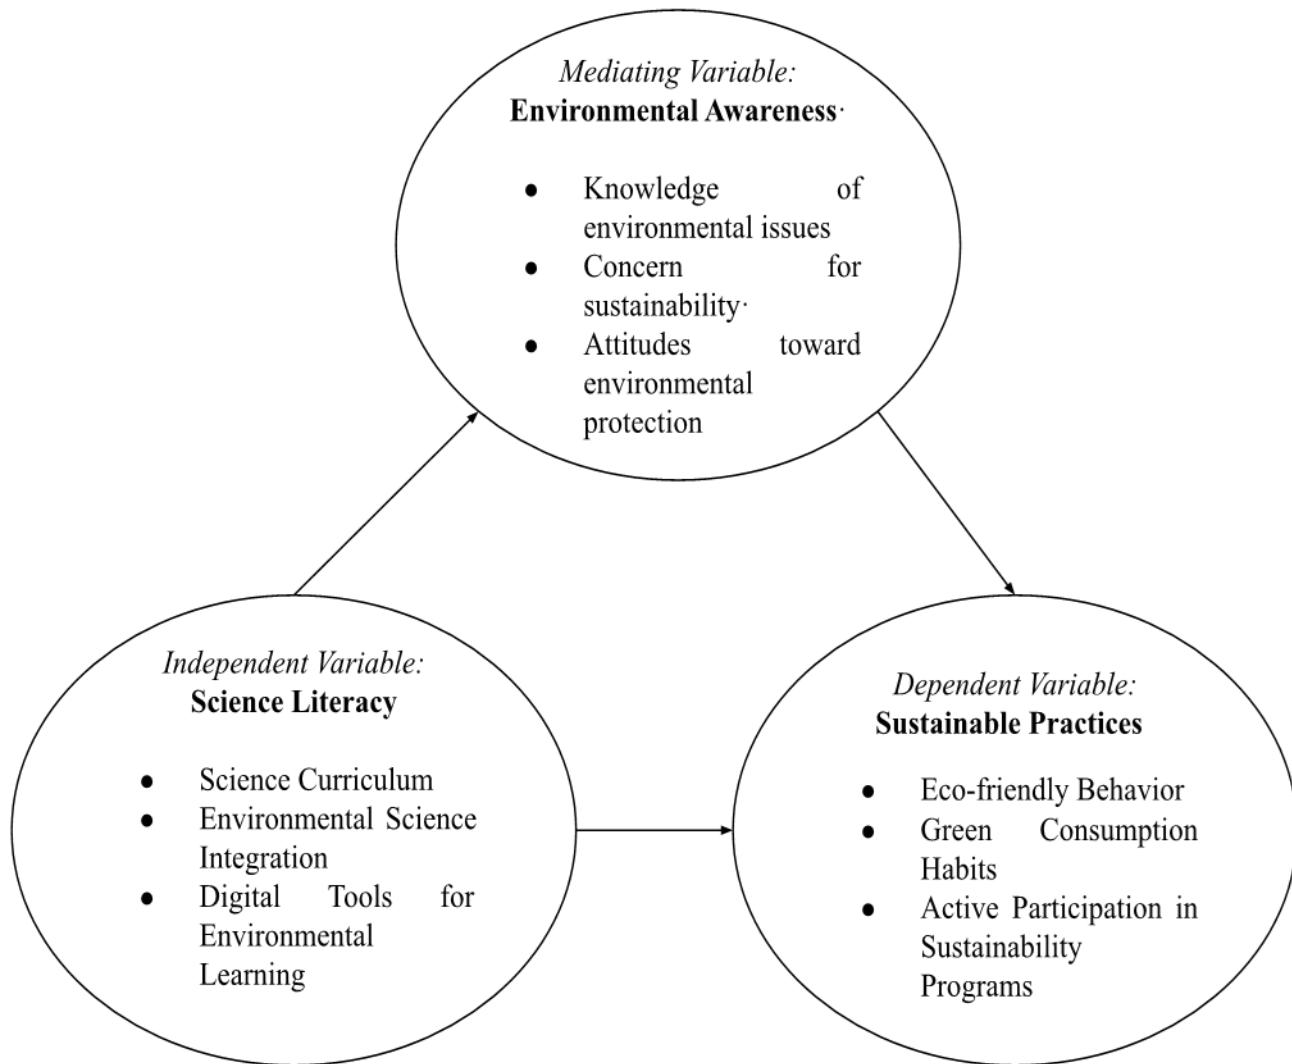 Mediating Variable:
Environmental Awareness·
● Knowledge of
environmental issues
● Concern for
sustainability·
● Attitudes toward
environmental
protection
Independent Variable:
Science Literacy
● Science Curriculum
● Environmental Science
Integration
● Digital Tools for
Environmental
Learning
Dependent Variable:
Sustainable Practices
● Eco-friendly Behavior
● Green Consumption
Habits
● Active Participation in
Sustainability
Programs